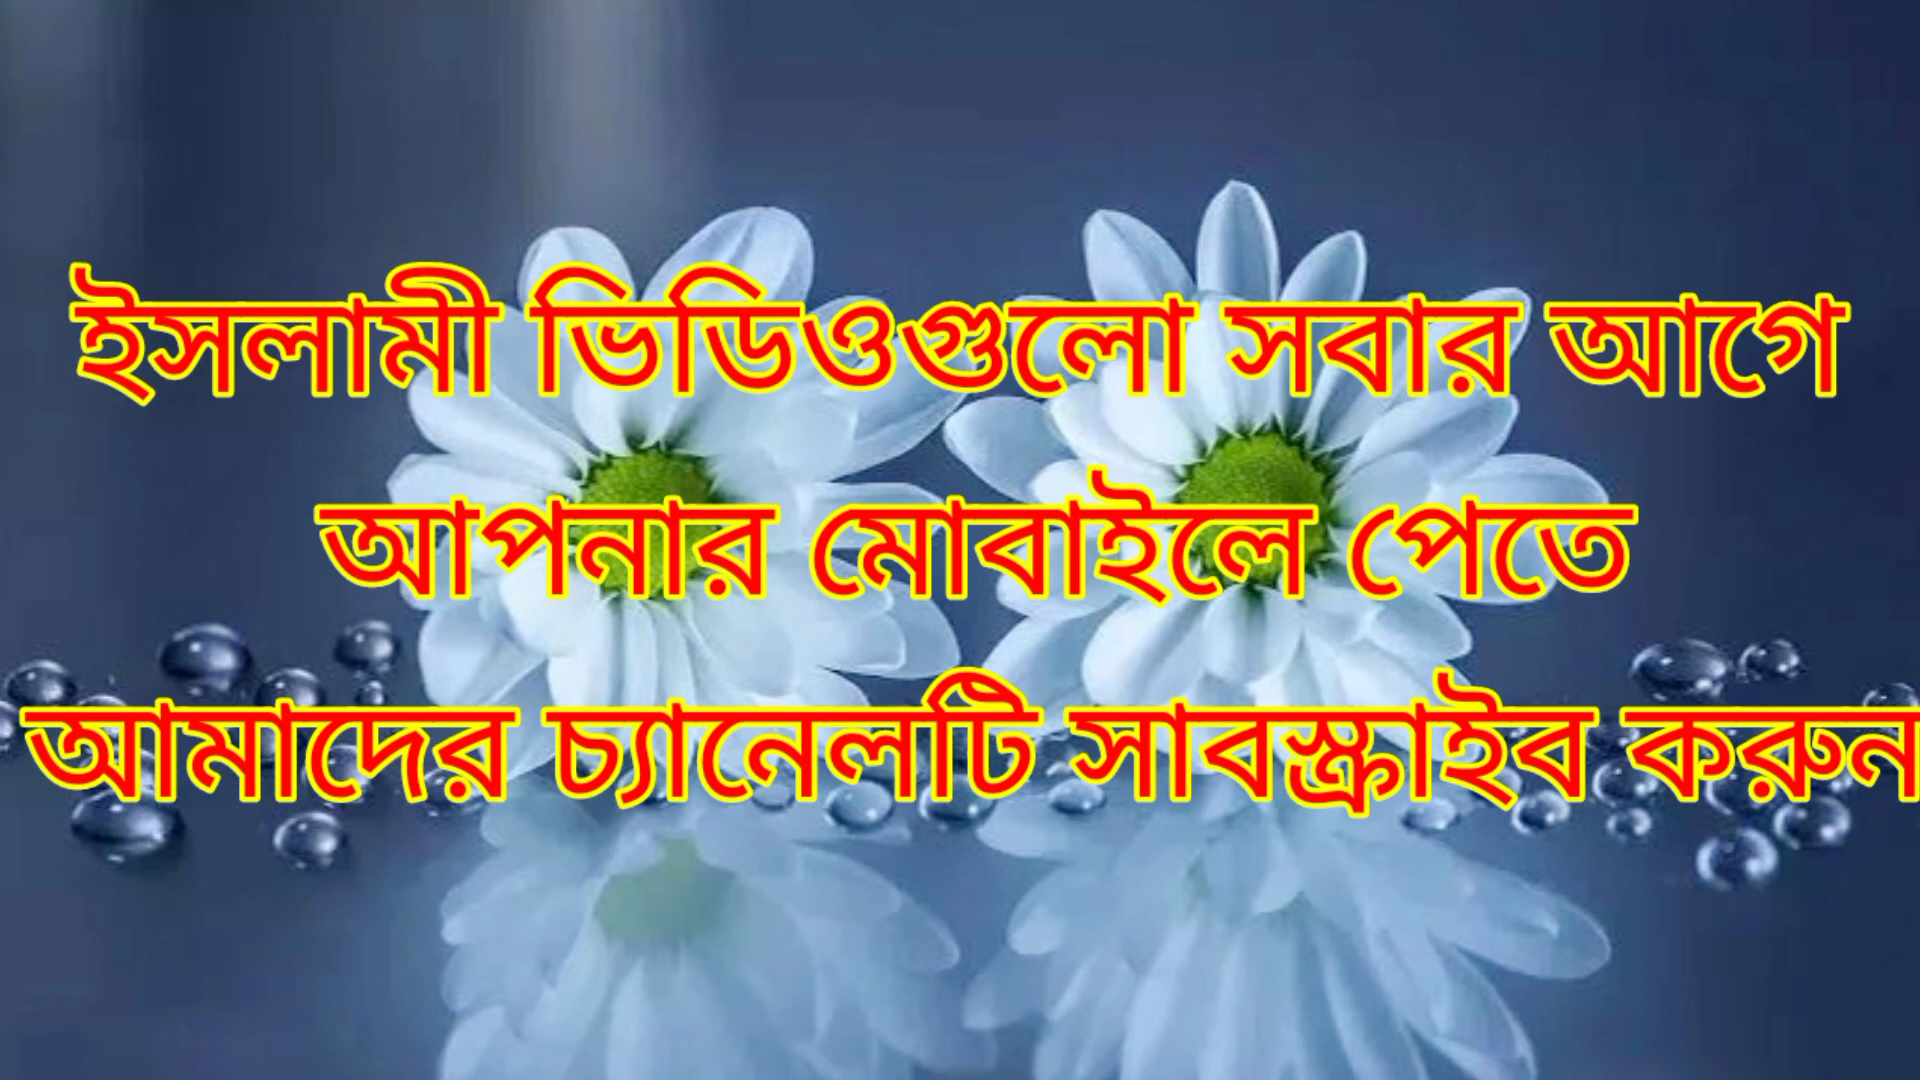 ইসলামী ভিডিওগুলো সবার আগে
আপনার মোবাইলে পেতে
আমাদের চ্যানেলটি সাবস্ক্রাইব করুন